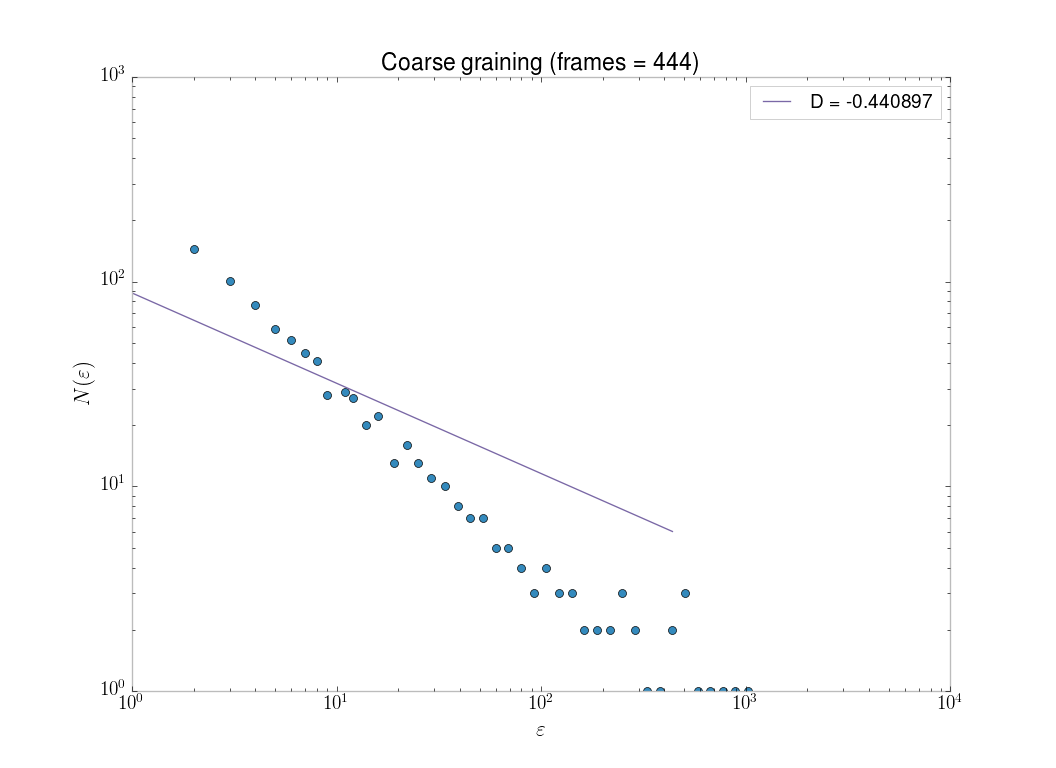 Coarse graining (frames = 444)
D = -0.440897
10³
10²
10¹
10⁰
N(ε)
10⁰ 10¹ 10² 10³ 10⁴
ε